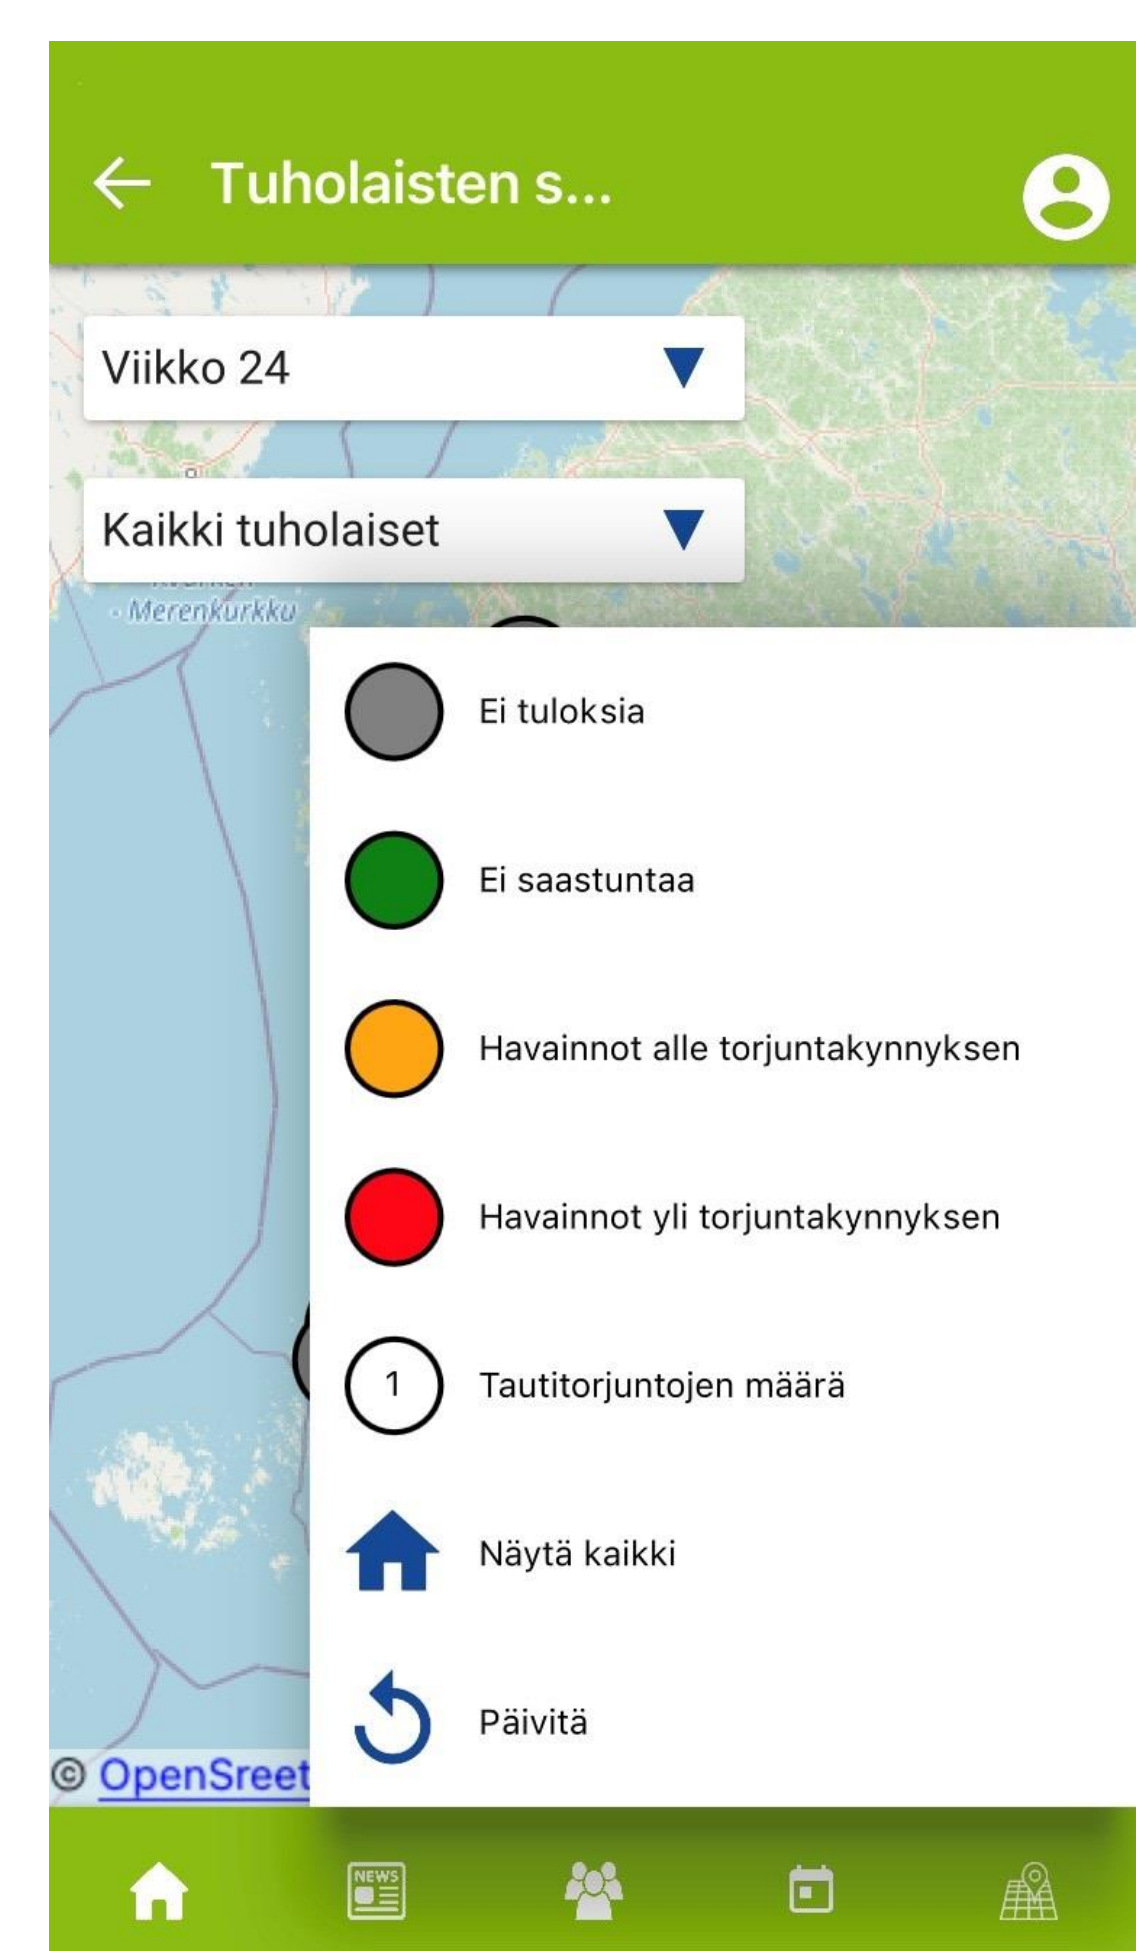 Tuholaisten s...
Viikko 24
Kaikki tuholaiset
- Merenkurkku
Ei tuloksia
Ei saastuntaa
Havainnot alle torjuntakynnyksen
Havainnot yli torjuntakynnyksen
1 Tautitorjuntojen määrä
Näytä kaikki
Päivitä
© OpenSreet
NEWS